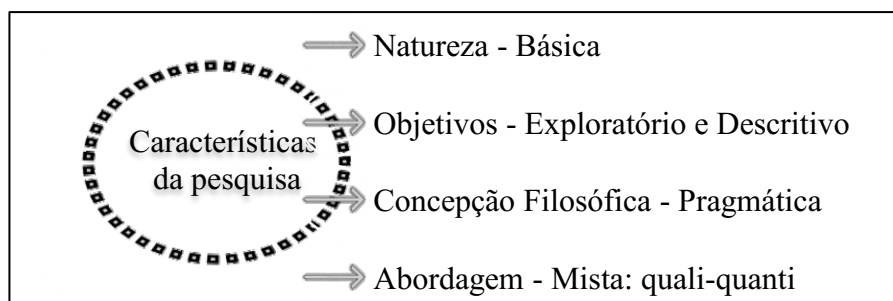 Natureza - Básica
Objetivos - Exploratório e Descritivo
Características
da pesquisa
Concepção Filosófica - Pragmática
Abordagem - Mista: quali-quanti